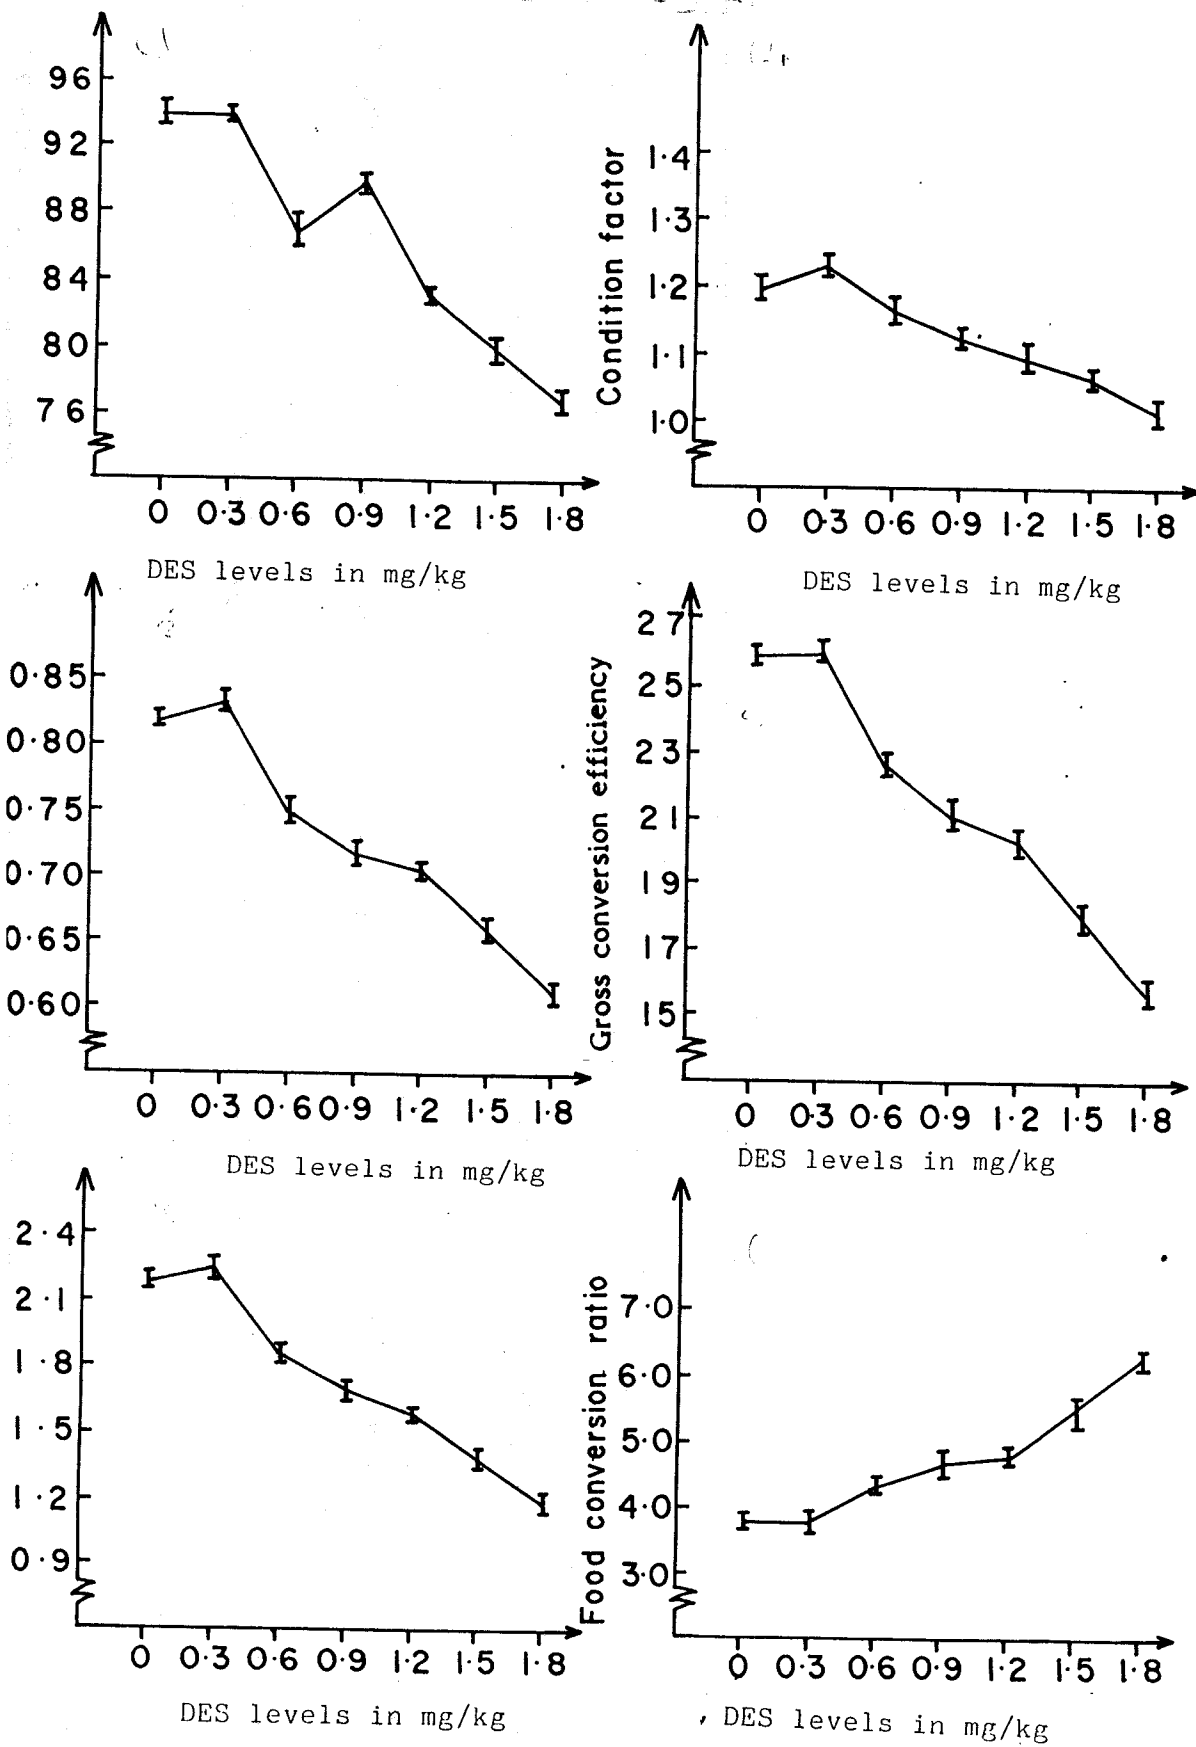 96
92
88
84
80
76
0 0·3 0·6 0·9 1·2 1·5 1·8
DES levels in mg/kg
Condition factor
1·4
1·3
1·2
1·1
1·0
0 0·3 0·6 0·9 1·2 1·5 1·8
DES levels in mg/kg
0·85
0·80
0·75
0·70
0·65
0·60
0 0·3 0·6 0·9 1·2 1·5 1·8
DES levels in mg/kg
Gross conversion efficiency
27
25
23
21
19
17
15
0 0·3 0·6 0·9 1·2 1·5 1·8
DES levels in mg/kg
2·4
2·1
1·8
1·5
1·2
0·9
0 0·3 0·6 0·9 1·2 1·5 1·8
DES levels in mg/kg
Food conversion ratio
7·0
6·0
5·0
4·0
3·0
0 0·3 0·6 0·9 1·2 1·5 1·8
DES levels in mg/kg